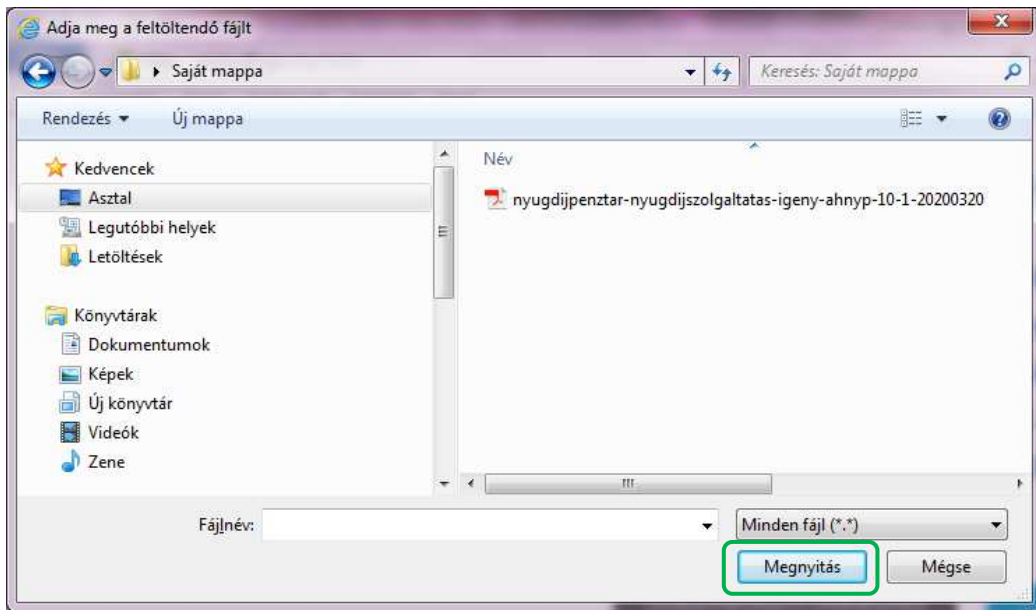 Adja meg a feltöltendő fájlt
Saját mappa
Keresés: Saját mappa
Rendezés
Új mappa
Kedvencek
Asztal
Legutóbbi helyek
Letöltések
Könyvtárak
Dokumentumok
Képek
Új könyvtár
Videók
Zene
Név
nyugdijpenztar-nyugdijszolgaltatas-igeny-ahnyp-10-1-20200320
Fájlnév:
Minden fájl (*.*)
Megnyitás
Mégse